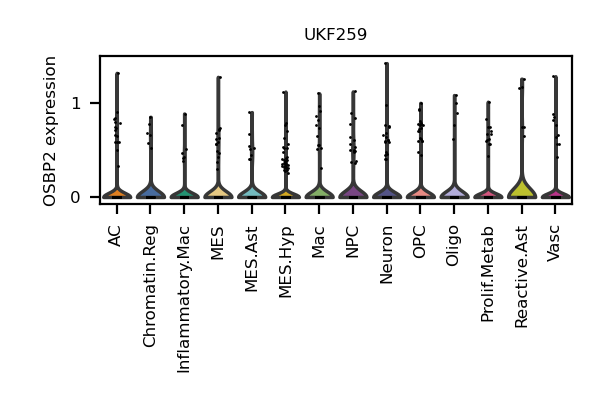 UKF259
OSBP2 expression
1
0
AC
Chromatin.Reg
Inflammatory.Mac
MES
MES.Ast
MES.Hyp
Mac
NPC
Neuron
OPC
Oligo
Prolif.Metab
Reactive.Ast
Vasc